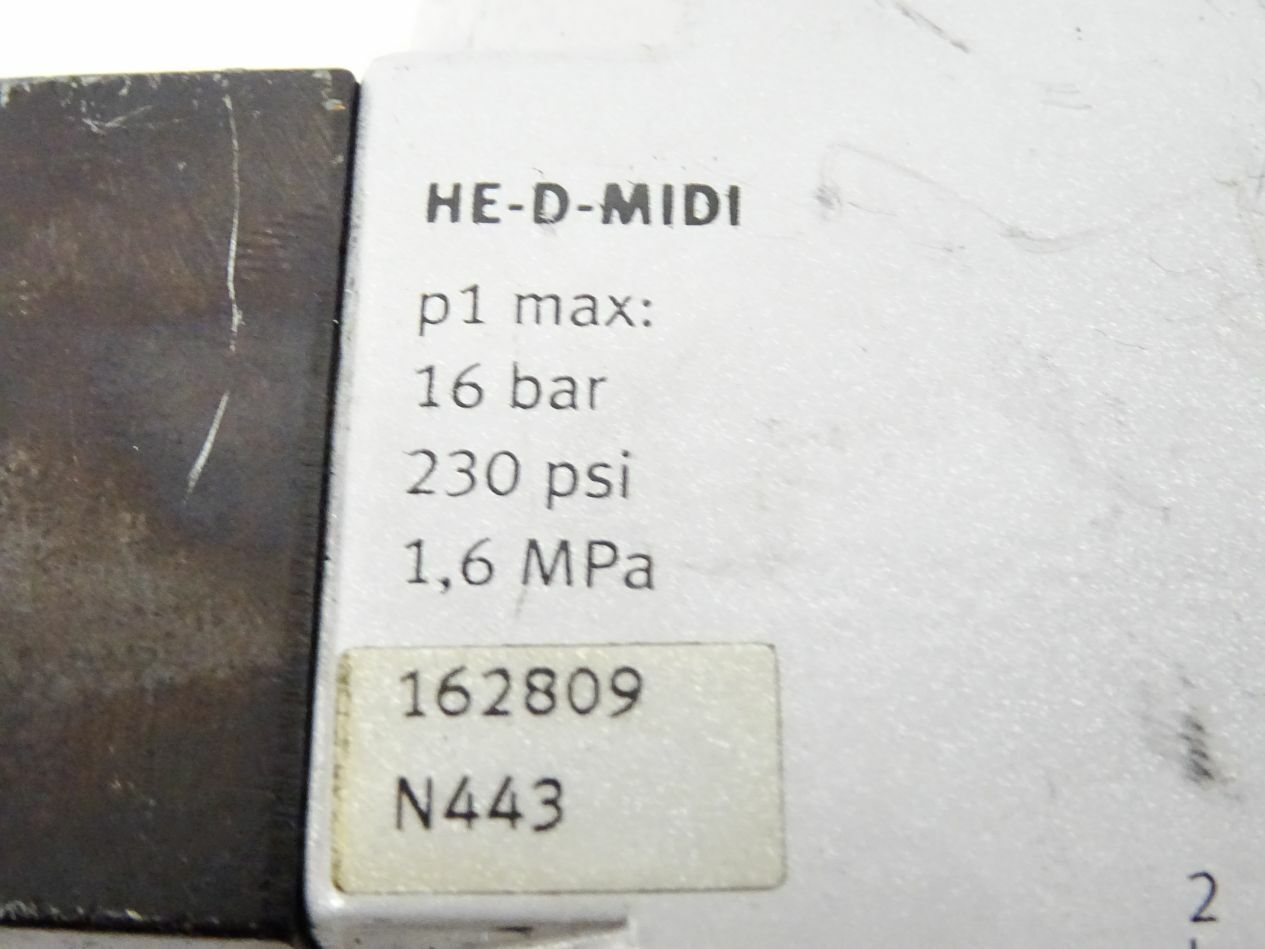 HE-D-MIDI
p1 max:
16 bar
230 psi
1,6 MPa
162809
N443
2